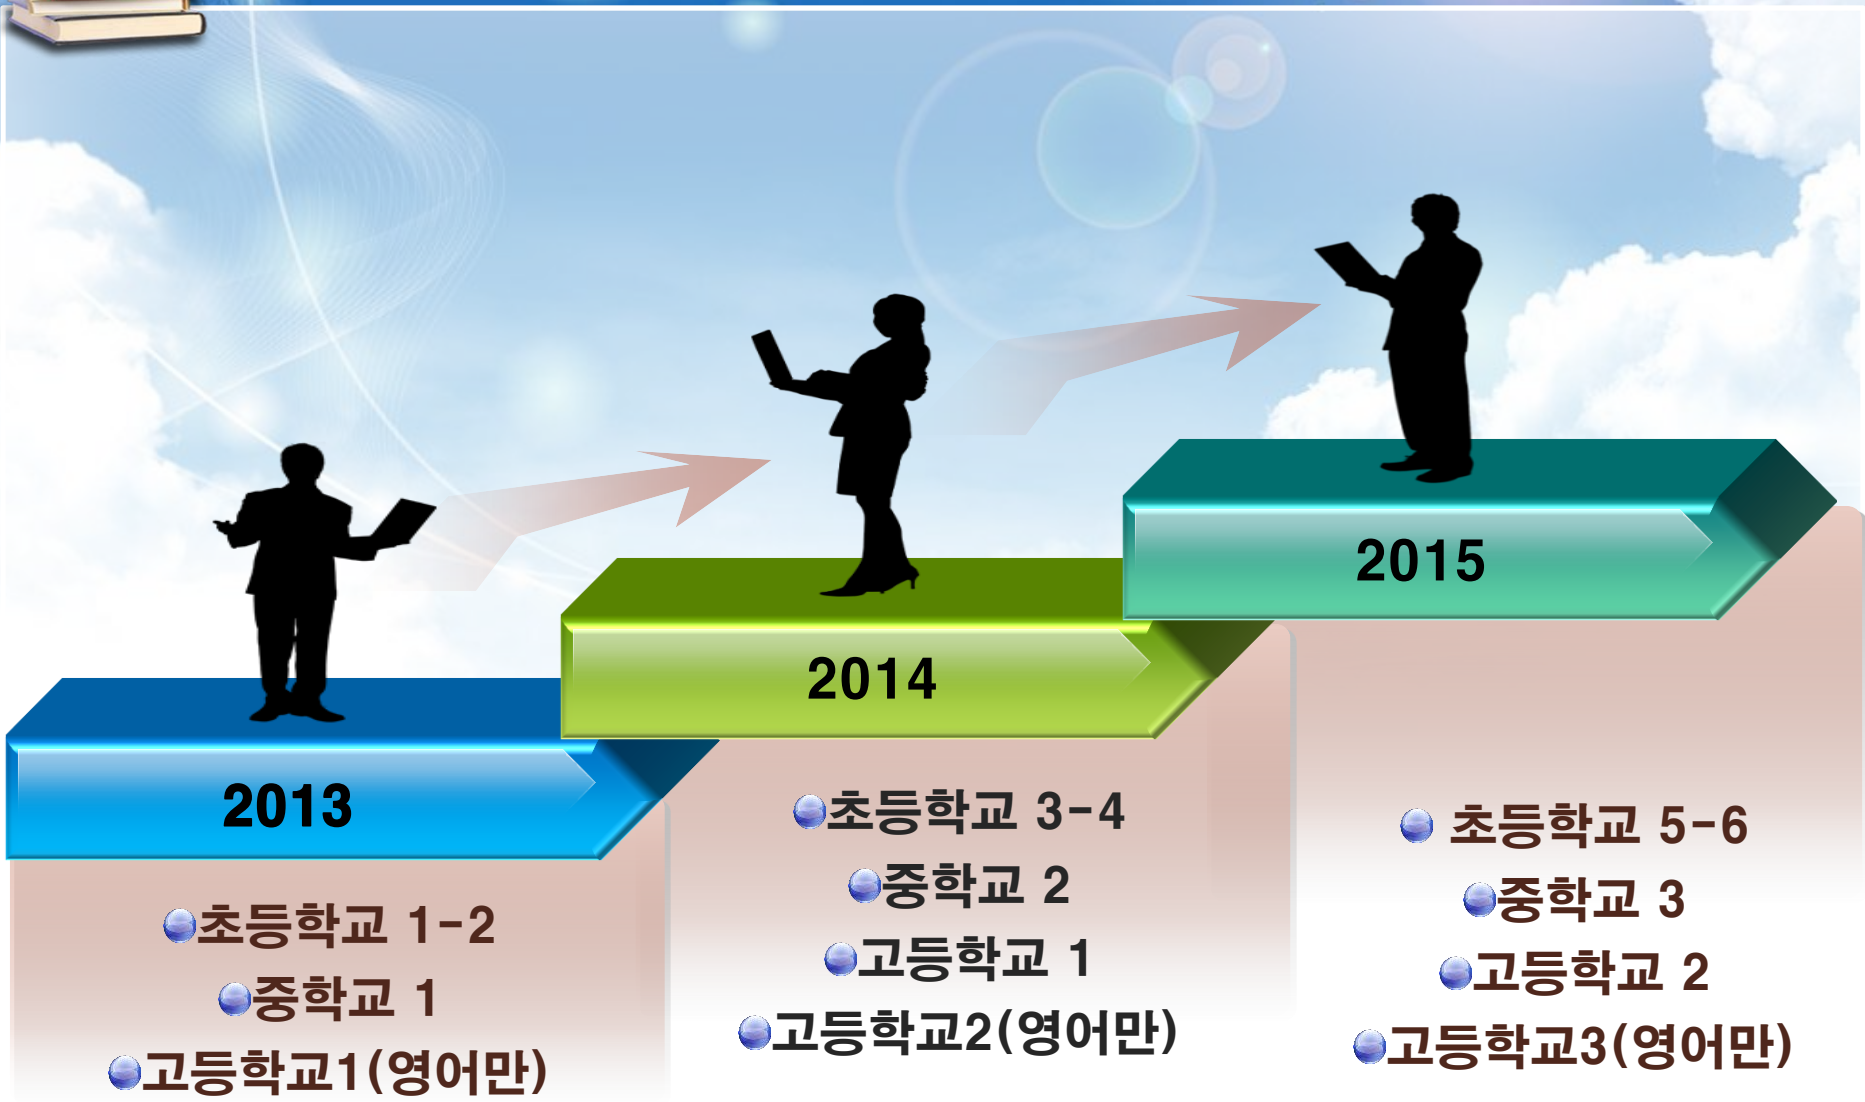 2013
초등학교 1-2
중학교 1
고등학교1(영어만)
2014
초등학교 3-4
중학교 2
고등학교 1
고등학교2(영어만)
2015
초등학교 5-6
중학교 3
고등학교 2
고등학교3(영어만)